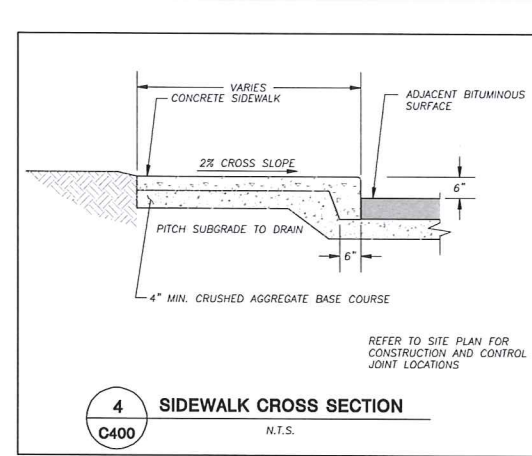 VARIES
CONCRETE SIDEWALK
ADJACENT BITUMINOUS
SURFACE
2% CROSS SLOPE
6"
PITCH SUBGRADE TO DRAIN
6"
4" MIN. CRUSHED AGGREGATE BASE COURSE
REFER TO SITE PLAN FOR
CONSTRUCTION AND CONTROL
JOINT LOCATIONS
4
C400
SIDEWALK CROSS SECTION
N.T.S.